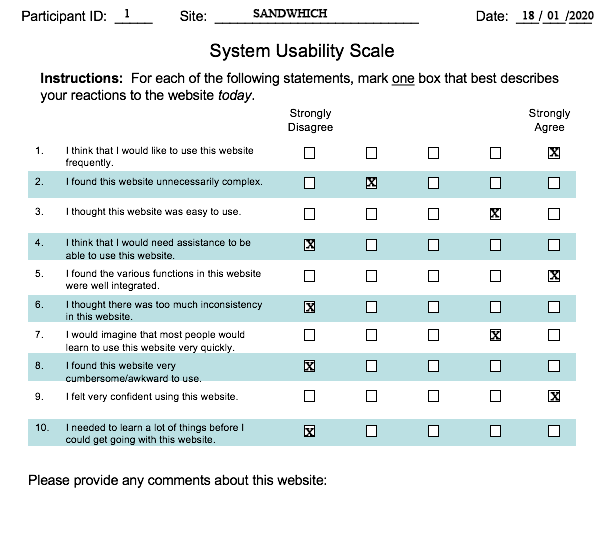 Participant ID: 1 Site: SANDWHICH Date: 18 / 01 /2020
System Usability Scale
Instructions: For each of the following statements, mark one box that best describes
your reactions to the website today.
Strongly Strongly
Disagree Agree
1. I think that I would like to use this website X
frequently.
2. I found this website unnecessarily complex. X
3. I thought this website was easy to use. X
4. I think that I would need assistance to be X
able to use this website.
5. I found the various functions in this website X
were well integrated.
6. I thought there was too much inconsistency X
in this website.
7. I would imagine that most people would X
learn to use this website very quickly.
8. I found this website very X
cumbersome/awkward to use.
9. I felt very confident using this website. X
10. I needed to learn a lot of things before I X
could get going with this website.
Please provide any comments about this website: